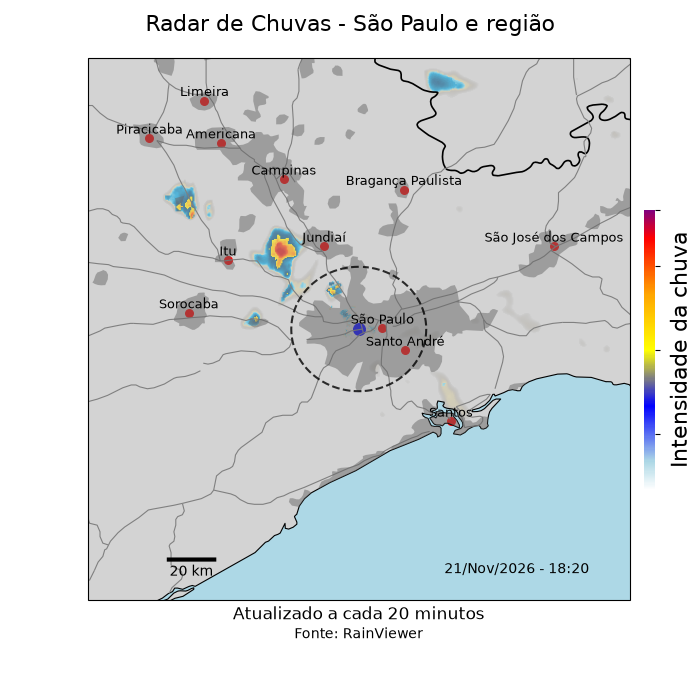 Radar de Chuvas - São Paulo e região
Limeira
Piracicaba
Americana
Campinas
Bragança Paulista
Itu
Jundiaí
São José dos Campos
Sorocaba
São Paulo
Santo André
Santos
Intensidade da chuva
20 km
21/Nov/2026 - 18:20
Atualizado a cada 20 minutos
Fonte: RainViewer